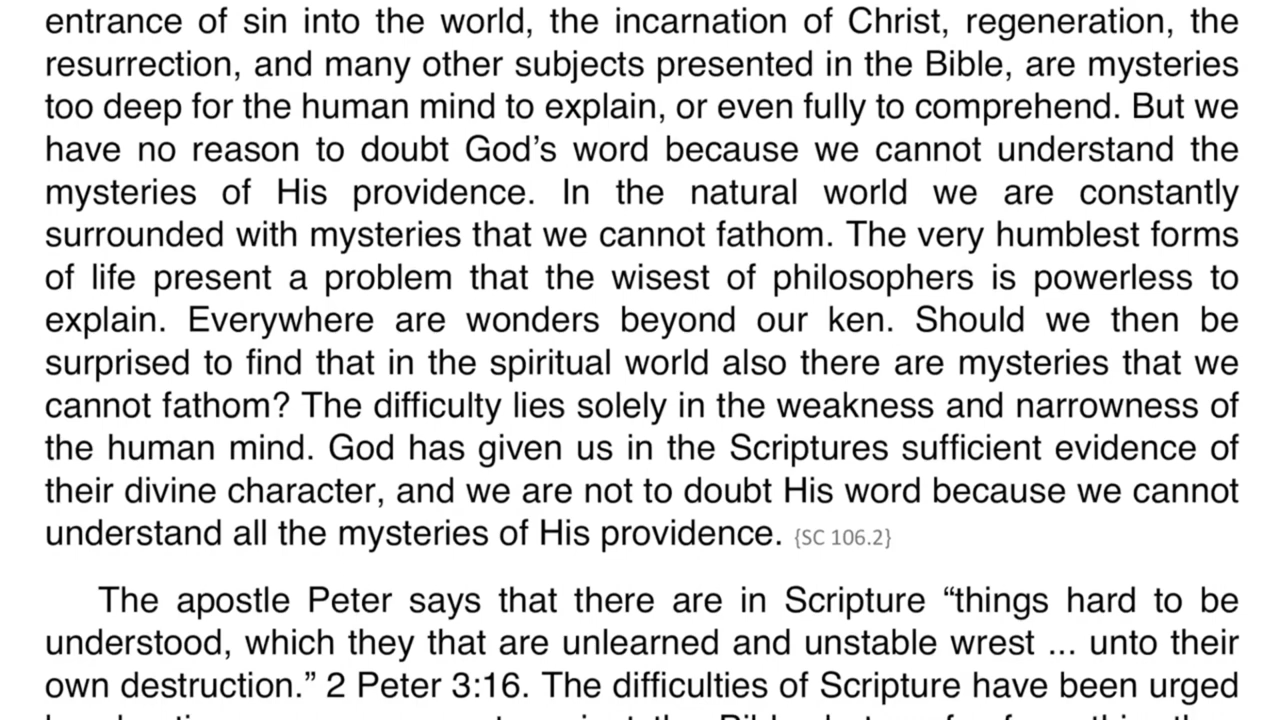 entrance of sin into the world, the incarnation of Christ, regeneration, the
resurrection, and many other subjects presented in the Bible, are mysteries
too deep for the human mind to explain, or even fully to comprehend. But we
have no reason to doubt God’s word because we cannot understand the
mysteries of His providence. In the natural world we are constantly
surrounded with mysteries that we cannot fathom. The very humblest forms
of life present a problem that the wisest of philosophers is powerless to
explain. Everywhere are wonders beyond our ken. Should we then be
surprised to find that in the spiritual world also there are mysteries that we
cannot fathom? The difficulty lies solely in the weakness and narrowness of
the human mind. God has given us in the Scriptures sufficient evidence of
their divine character, and we are not to doubt His word because we cannot
understand all the mysteries of His providence. {SC 106.2}
The apostle Peter says that there are in Scripture “things hard to be
understood, which they that are unlearned and unstable wrest ... unto their
own destruction.” 2 Peter 3:16. The difficulties of Scripture have been urged